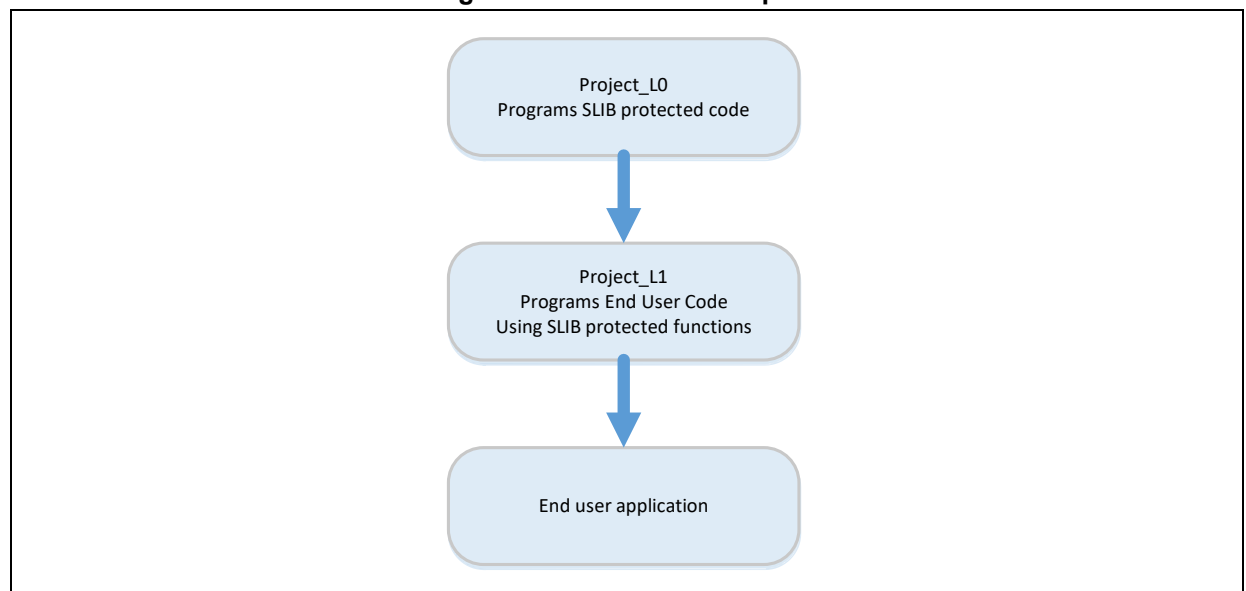 Project_L0
Programs SLIB protected code
Project_L1
Programs End User Code
Using SLIB protected functions
End user application